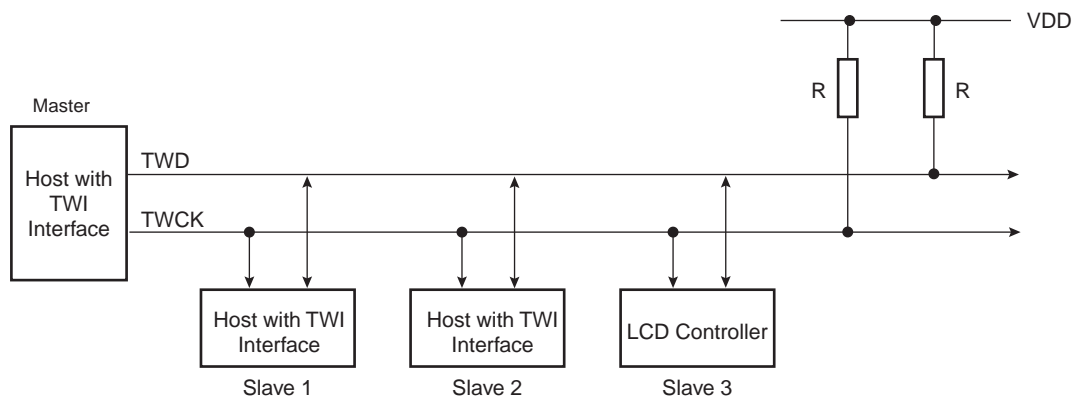 VDD
R
R
Master
Host with
TWI
Interface
TWD
TWCK
Host with TWI
Interface
Slave 1
Host with TWI
Interface
Slave 2
LCD Controller
Slave 3